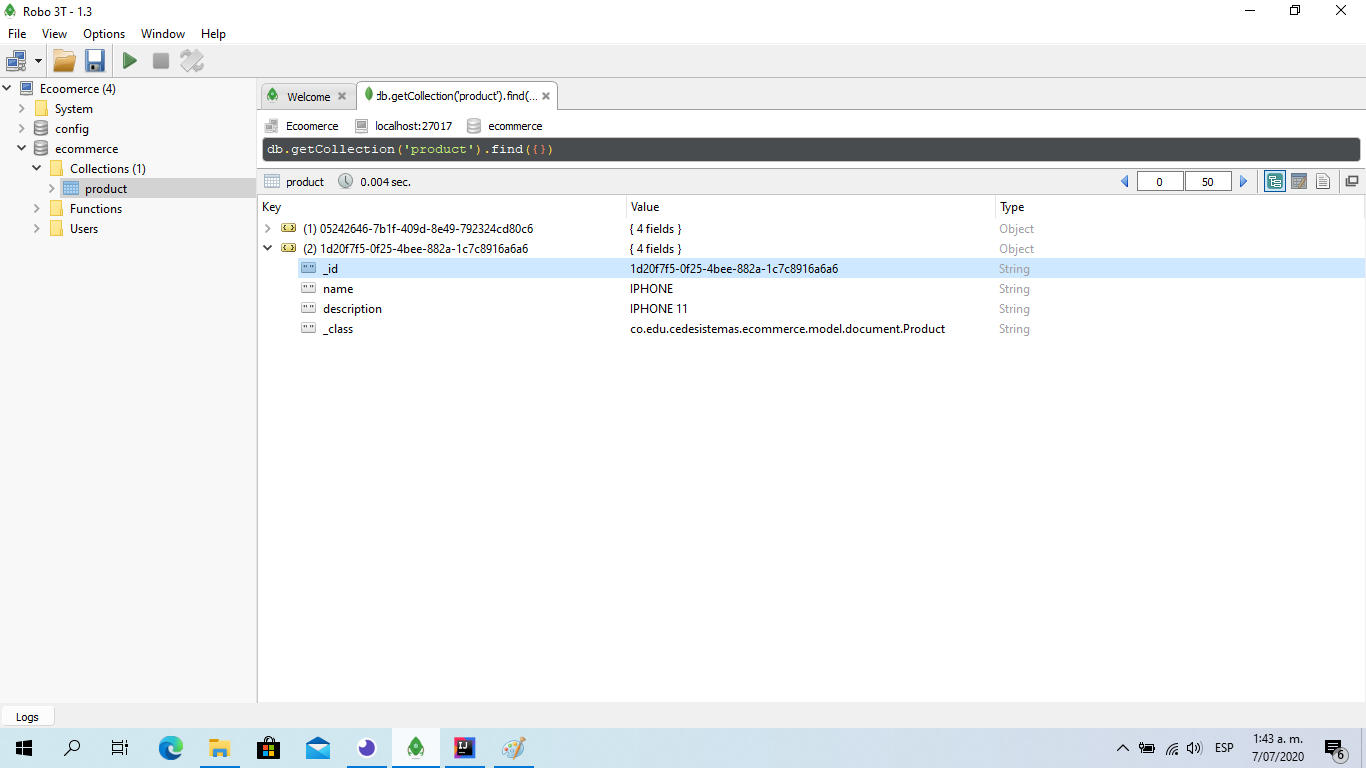 Robo 3T - 1.3
File View Options Window Help
Ecoomerce (4)
System
config
ecommerce
Collections (1)
product
Functions
Users
Welcome
db.getCollection('product').find(...
Ecoomerce localhost:27017 ecommerce
db.getCollection('product').find({})
product 0.004 sec. 0 50
Key Value Type
(1) 05242646-7b1f-409d-8e49-792324cd80c6 { 4 fields } Object
(2) 1d20f7f5-0f25-4bee-882a-1c7c8916a6a6 { 4 fields } Object
_id 1d20f7f5-0f25-4bee-882a-1c7c8916a6a6 String
name IPHONE String
description IPHONE 11 String
_class co.edu.cedesistemas.ecommerce.model.document.Product String
Logs
IJ
ESP
1:43 a. m.
7/07/2020
6